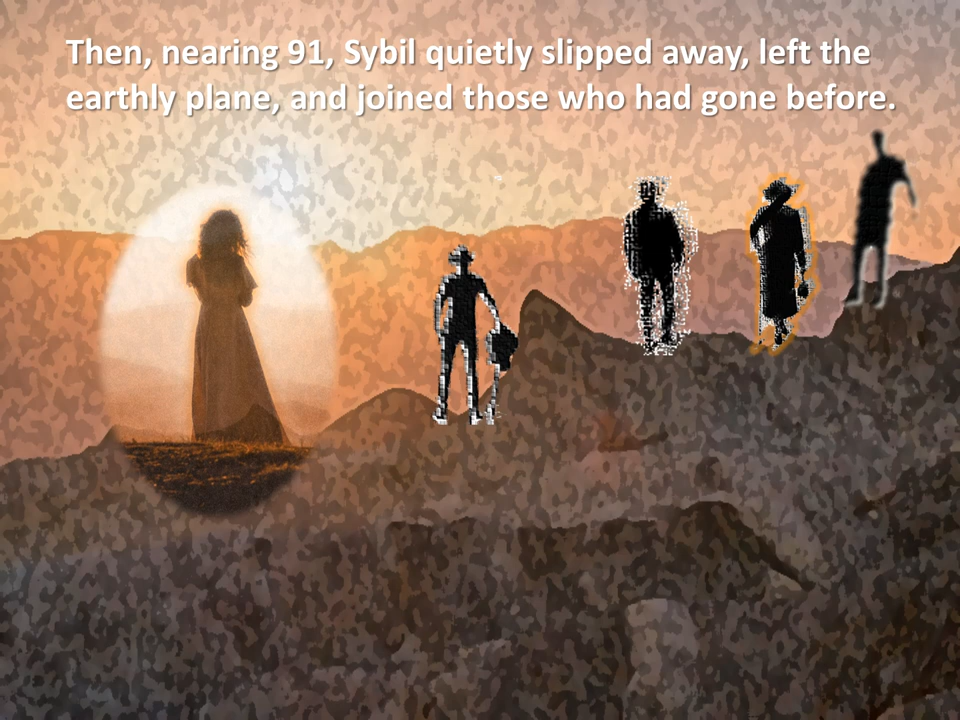 Then, nearing 91, Sybil quietly slipped away, left the
earthly plane, and joined those who had gone before.